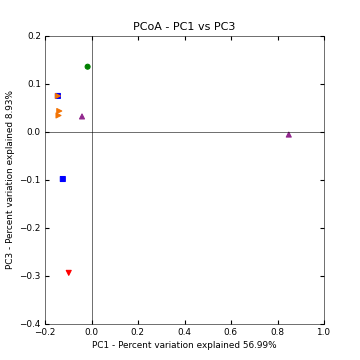 PCoA - PC1 vs PC3
0.2
0.1
0.0
−0.1
−0.2
−0.3
−0.4
PC3 - Percent variation explained 8.93%
−0.2 0.0 0.2 0.4 0.6 0.8 1.0
PC1 - Percent variation explained 56.99%